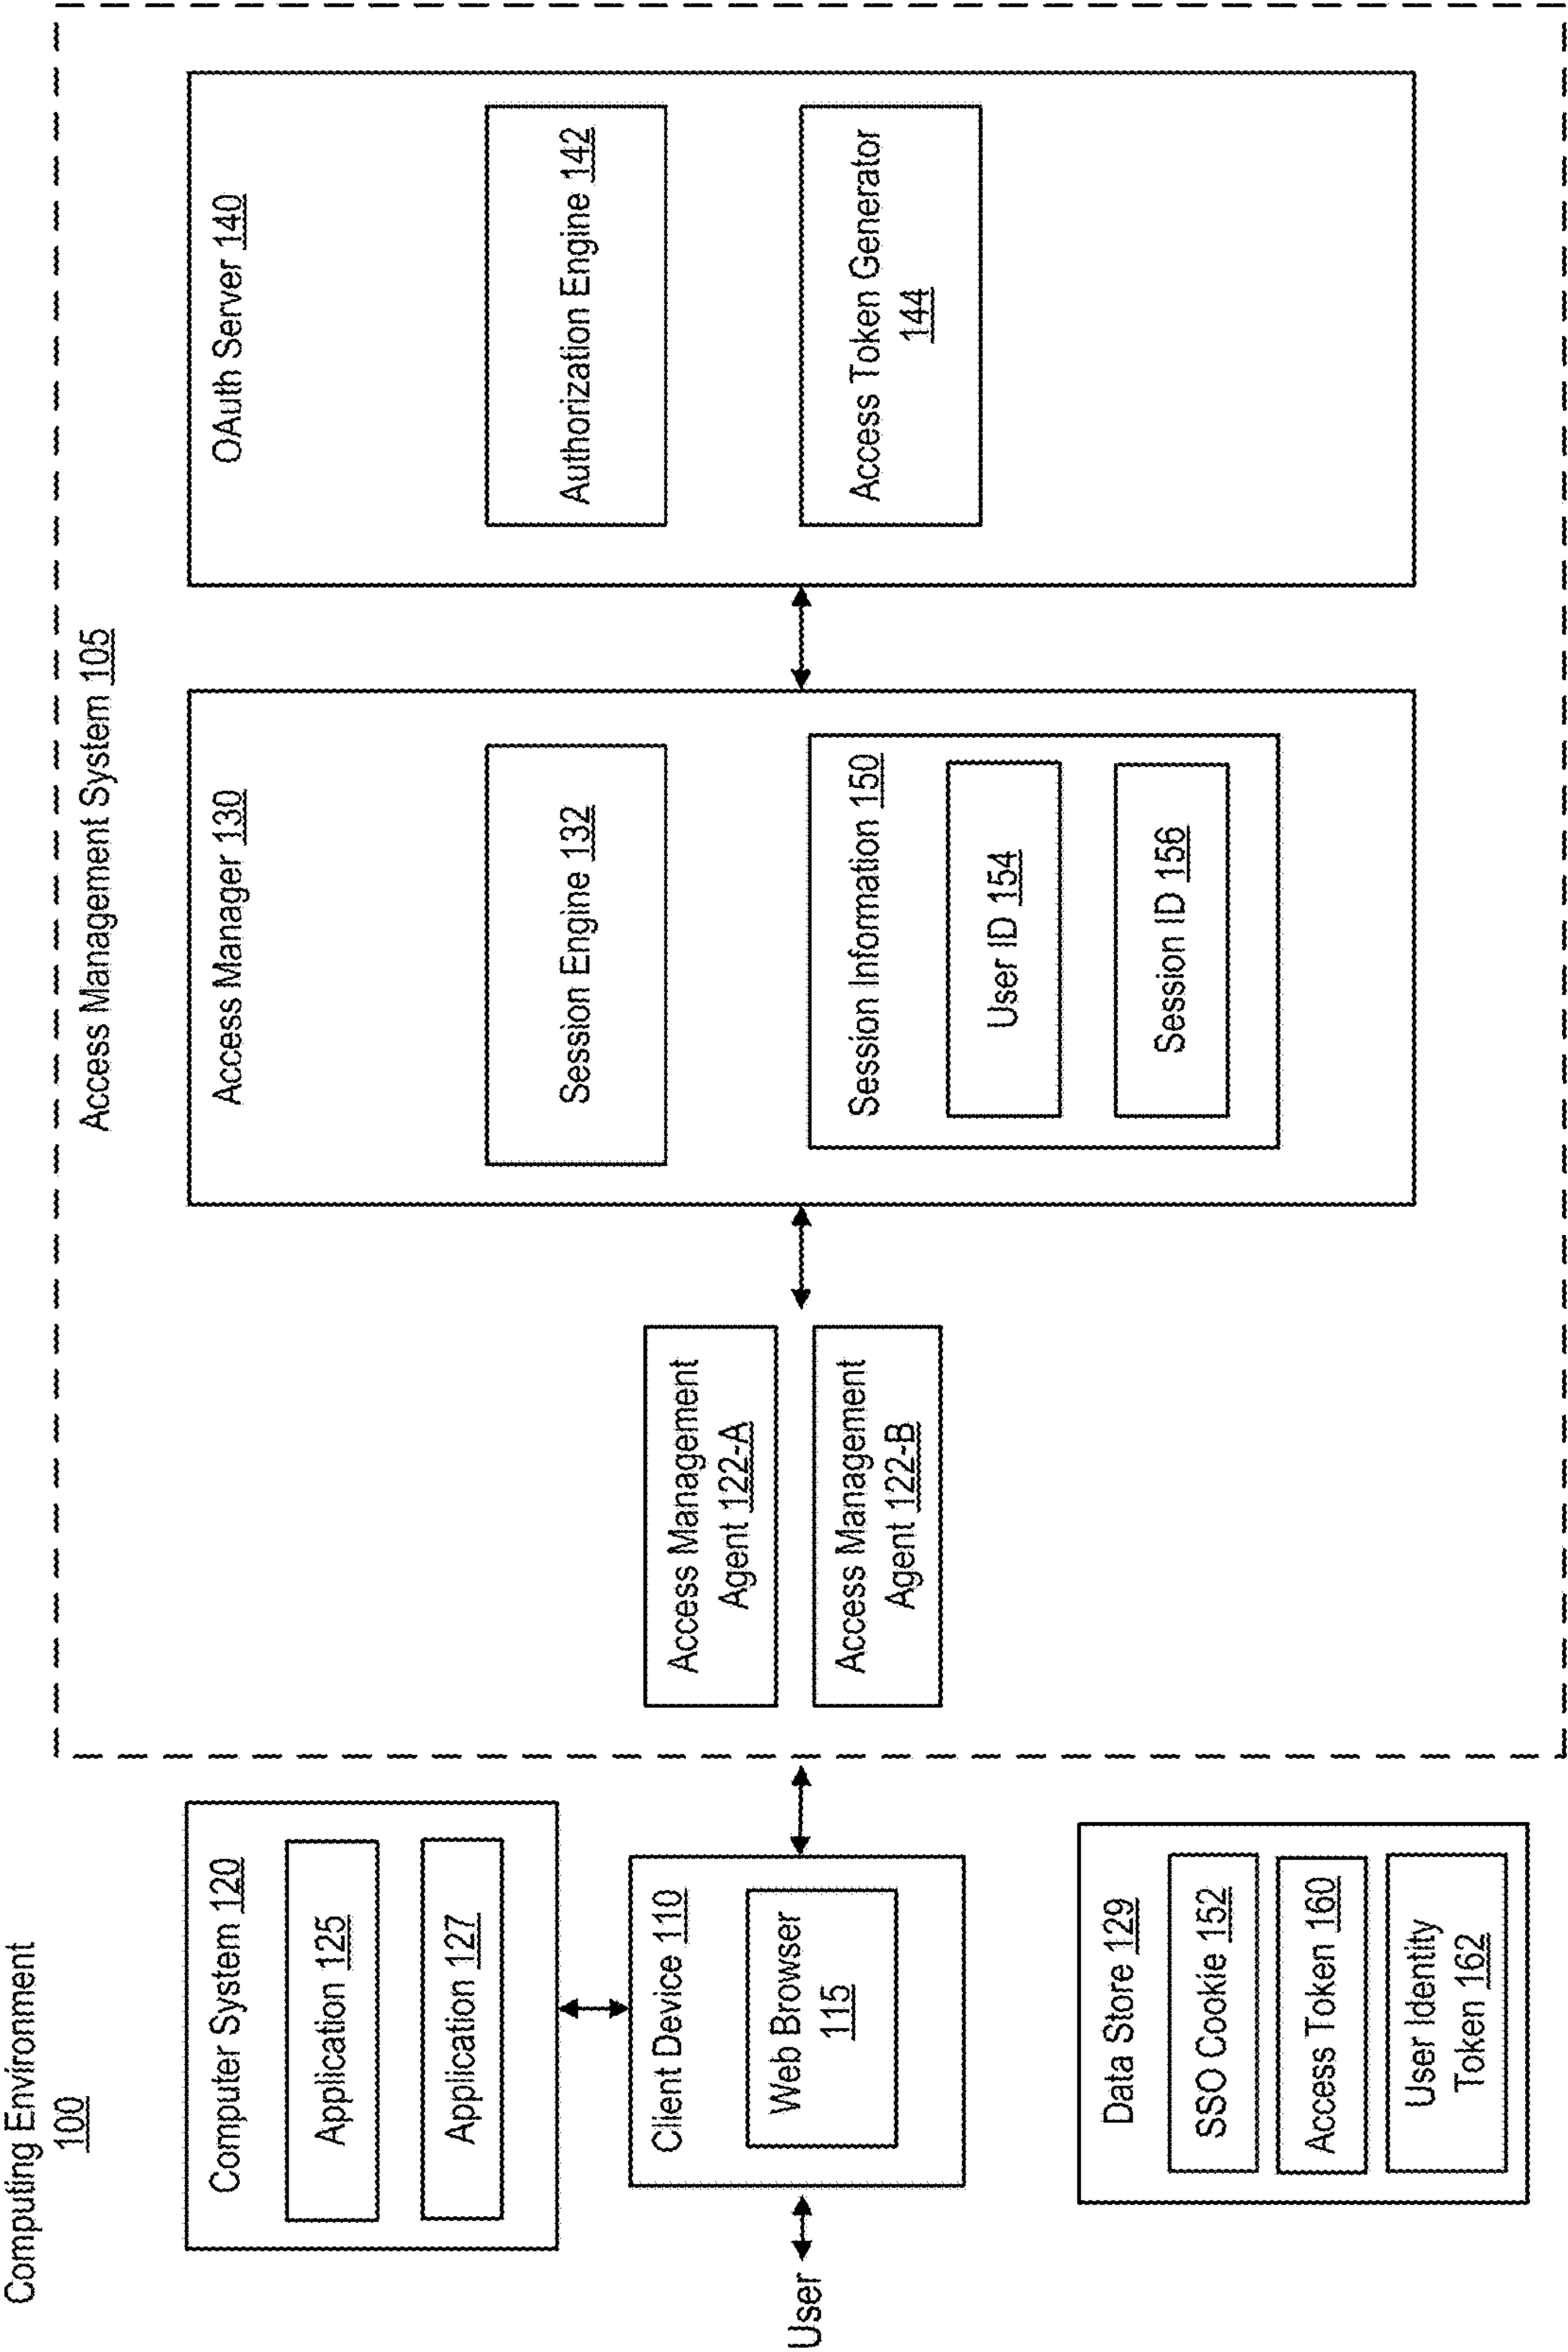 Computing Environment
100
Computer System 120
Application 125
Application 127
User
Client Device 110
Web Browser
115
Data Store 129
SSO Cookie 152
Access Token 160
User Identity
Token 162
Access Management System 105
Access Management
Agent 122-A
Access Management
Agent 122-B
Access Manager 130
Session Engine 132
Session Information 150
User ID 154
Session ID 156
OAuth Server 140
Authorization Engine 142
Access Token Generator
144